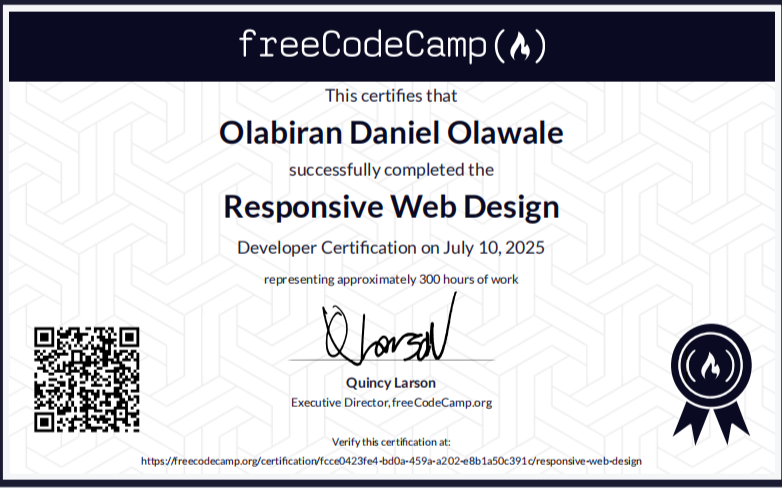 freeCodeCamp(🔥)
This certifies that
Olabiran Daniel Olawale
successfully completed the
Responsive Web Design
Developer Certification on July 10, 2025
representing approximately 300 hours of work
Quincy Larson
Executive Director, freeCodeCamp.org
Verify this certification at:
https://freecodecamp.org/certification/fcce0423fe4-bd0a-459a-a202-e8b1a50c391c/responsive-web-design